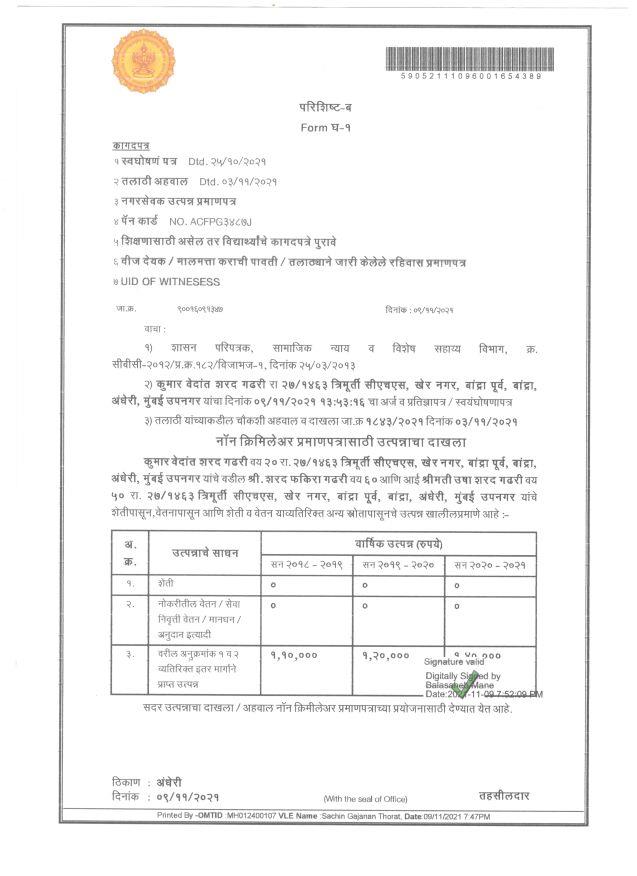 59052111096001654389
परिशिष्ट-ब
Form घ-१
कागदपत्र
१ स्वघोषणं पत्र Dtd. २५/१०/२०२१
२ तलाठी अहवाल Dtd. ०३/११/२०२१
३ नगरसेवक उत्पन्न प्रमाणपत्र
४ पॅन कार्ड NO. ACFPG३४८७J
५ शिक्षणासाठी असेल तर विद्यार्थ्यांचे कागदपत्रे पुरावे
६ वीज देयक / मालमत्ता कराची पावती / तलाठ्याने जारी केलेले रहिवास प्रमाणपत्र
७ UID OF WITNESESS
जा.क्र. ९००१६०९१३४७ दिनांक : ०९/११/२०२१
वाचा :
१) शासन परिपत्रक, सामाजिक न्याय व विशेष सहाय्य विभाग, क्र.
सीबीसी-२०१२/प्र.क्र.१८२/विजाभज-१, दिनांक २५/०३/२०१३
२) कुमार वेदांत शरद गढरी रा २७/१४६३ त्रिमूर्ती सीएचएस, खेर नगर, बांद्रा पूर्व, बांद्रा,
अंधेरी, मुंबई उपनगर यांचा दिनांक ०९/११/२०२१ १३:५३:१६ चा अर्ज व प्रतिज्ञापत्र / स्वयंघोषणापत्र
३) तलाठी यांच्याकडील चौकशी अहवाल व दाखला जा.क्र १८४३/२०२१ दिनांक ०३/११/२०२१
नॉन क्रिमिलेअर प्रमाणपत्रासाठी उत्पन्नाचा दाखला
कुमार वेदांत शरद गढरी वय २० रा. २७/१४६३ त्रिमूर्ती सीएचएस, खेर नगर, बांद्रा पूर्व, बांद्रा,
अंधेरी, मुंबई उपनगर यांचे वडील श्री. शरद फकिरा गढरी वय ६० आणि आई श्रीमती उषा शरद गढरी वय
५० रा. २७/१४६३ त्रिमूर्ती सीएचएस, खेर नगर, बांद्रा पूर्व, बांद्रा, अंधेरी, मुंबई उपनगर यांचे
शेतीपासून,वेतनापासून आणि शेती व वेतन याव्यतिरिक्त अन्य स्रोतापासूनचे उत्पन्न खालीलप्रमाणे आहे :-
अ. क्र. उत्पन्नाचे साधन वार्षिक उत्पन्न (रुपये)
सन २०१८ - २०१९ सन २०१९ - २०२० सन २०२० - २०२१
१. शेती ० ० ०
२. नोकरीतील वेतन / सेवा ० ० ०
निवृत्ती वेतन / मानधन /
अनुदान इत्यादी
३. वरील अनुक्रमांक १ व २ १,१०,००० १,२०,००० १,४०,०००
व्यतिरिक्त इतर मार्गाने
प्राप्त उत्पन्न
Signature valid
Digitally Signed by
Balasaheb Mane
Date:2021-11-09 7:52:09 PM
सदर उत्पन्नाचा दाखला / अहवाल नॉन क्रिमीलेअर प्रमाणपत्राच्या प्रयोजनासाठी देण्यात येत आहे.
ठिकाण : अंधेरी
दिनांक : ०९/११/२०२१ (With the seal of Office) तहसीलदार
Printed By -OMTID :MH012400107 VLE Name :Sachin Gajanan Thorat, Date:09/11/2021 7:47PM